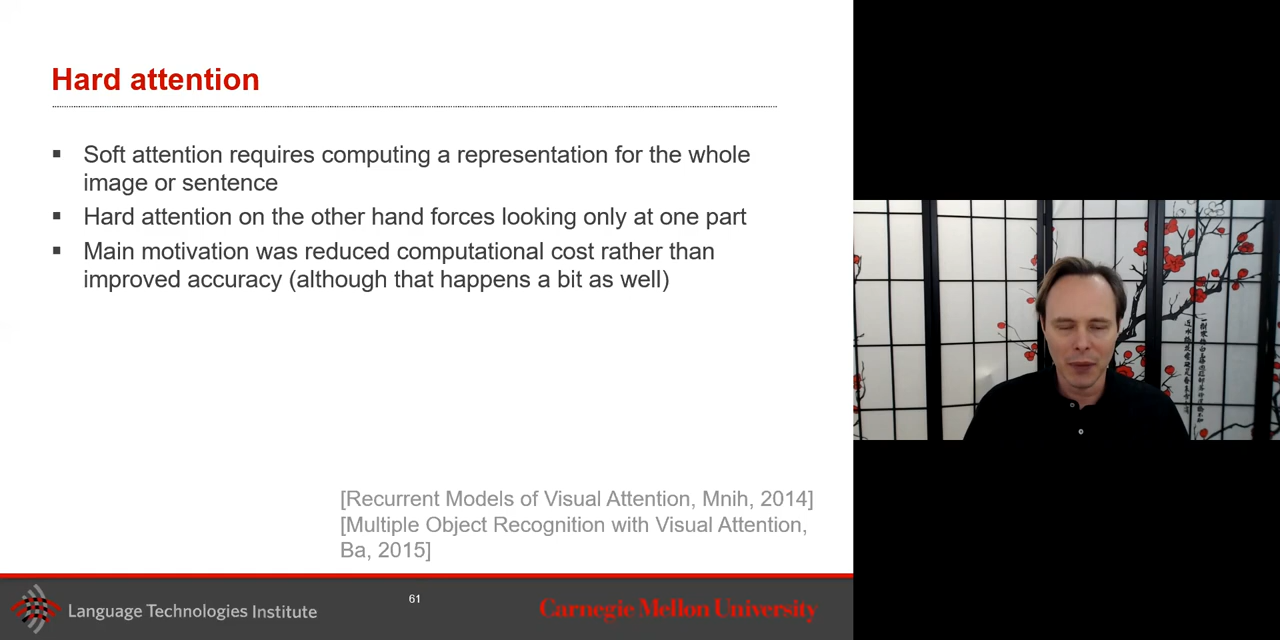 Hard attention
▪ Soft attention requires computing a representation for the whole
image or sentence
▪ Hard attention on the other hand forces looking only at one part
▪ Main motivation was reduced computational cost rather than
improved accuracy (although that happens a bit as well)
[Recurrent Models of Visual Attention, Mnih, 2014]
[Multiple Object Recognition with Visual Attention,
Ba, 2015]
Language Technologies Institute
61
Carnegie Mellon University